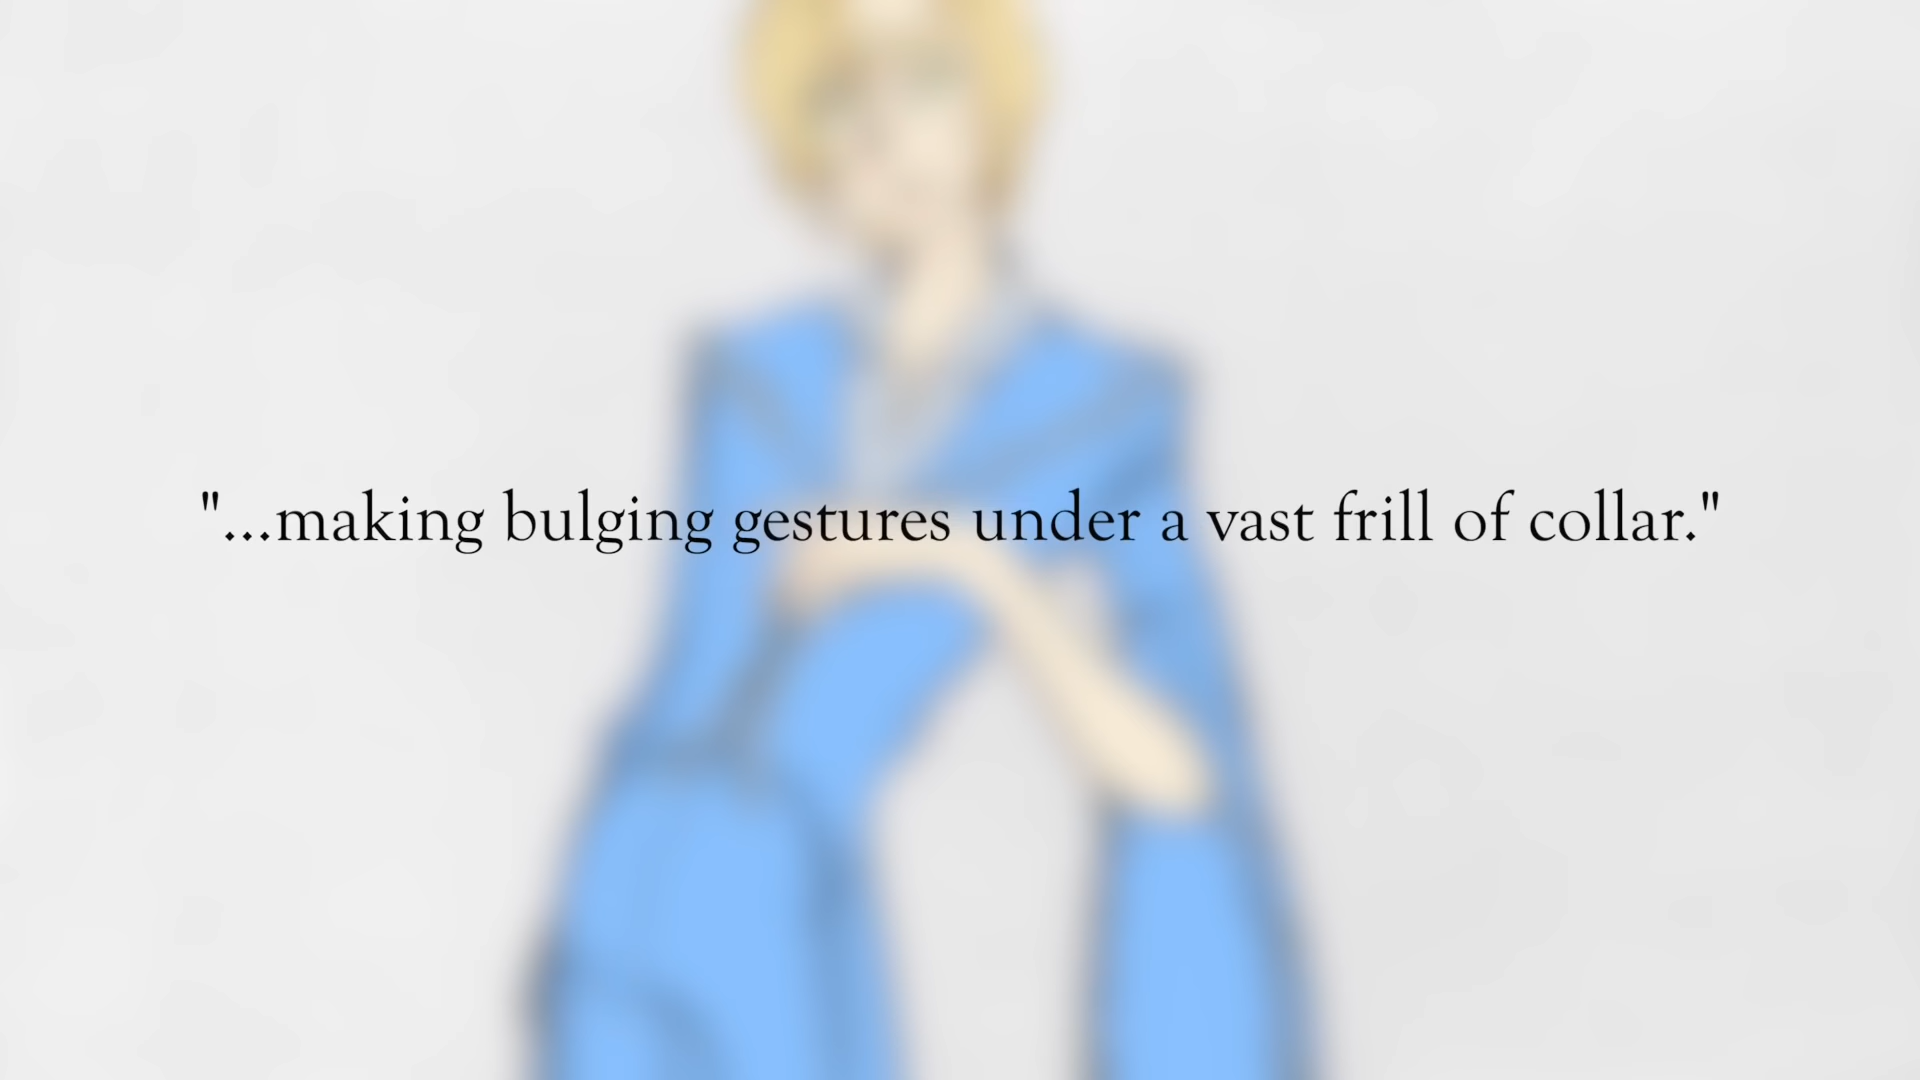 "...making bulging gestures under a vast frill of collar."